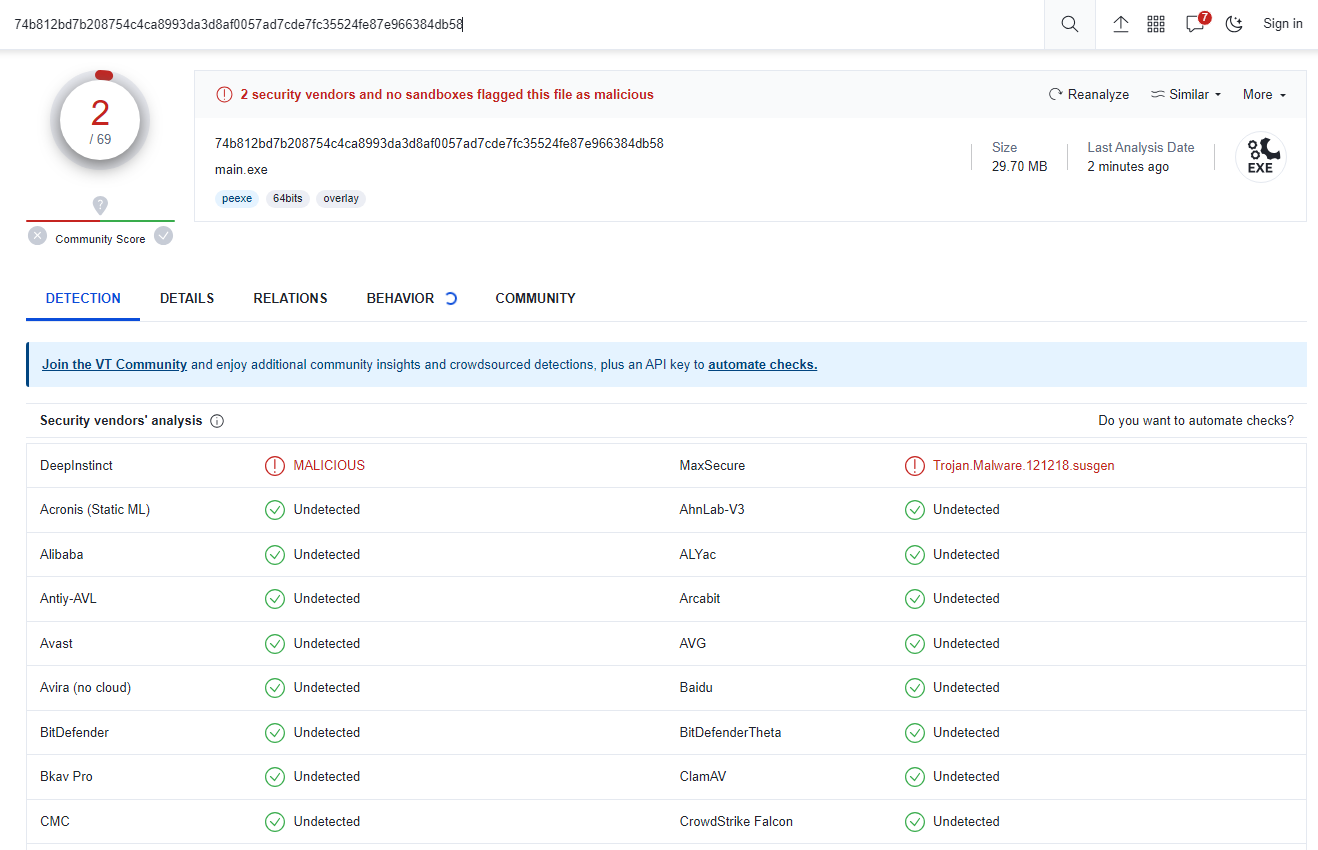 74b812bd7b208754c4ca8993da3d8af0057ad7cde7fc35524fe87e966384db58
7
Sign in
2
/ 69
2 security vendors and no sandboxes flagged this file as malicious
Reanalyze
Similar
More
74b812bd7b208754c4ca8993da3d8af0057ad7cde7fc35524fe87e966384db58
main.exe
peexe
64bits
overlay
Size
29.70 MB
Last Analysis Date
2 minutes ago
EXE
?
Community Score
DETECTION
DETAILS
RELATIONS
BEHAVIOR
COMMUNITY
Join the VT Community and enjoy additional community insights and crowdsourced detections, plus an API key to automate checks.
Security vendors' analysis
Do you want to automate checks?
DeepInstinct MALICIOUS MaxSecure Trojan.Malware.121218.susgen
Acronis (Static ML) Undetected AhnLab-V3 Undetected
Alibaba Undetected ALYac Undetected
Antiy-AVL Undetected Arcabit Undetected
Avast Undetected AVG Undetected
Avira (no cloud) Undetected Baidu Undetected
BitDefender Undetected BitDefenderTheta Undetected
Bkav Pro Undetected ClamAV Undetected
CMC Undetected CrowdStrike Falcon Undetected